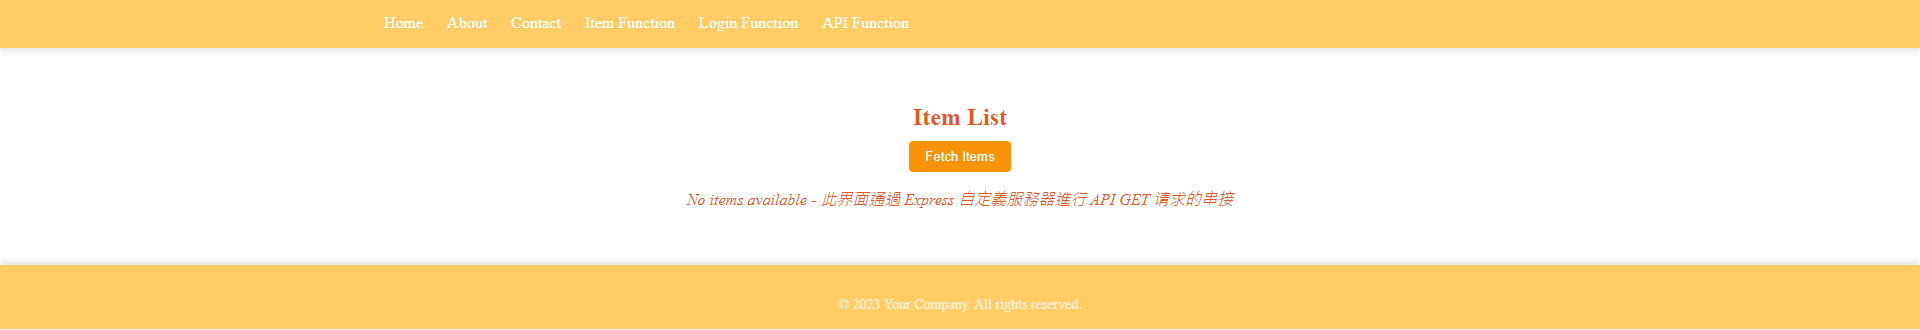 Home About Contact Item Function Login Function API Function
Item List
Fetch Items
No items available - 此界面通過 Express 自定義服務器進行 API GET 请求的串接
© 2023 Your Company. All rights reserved.